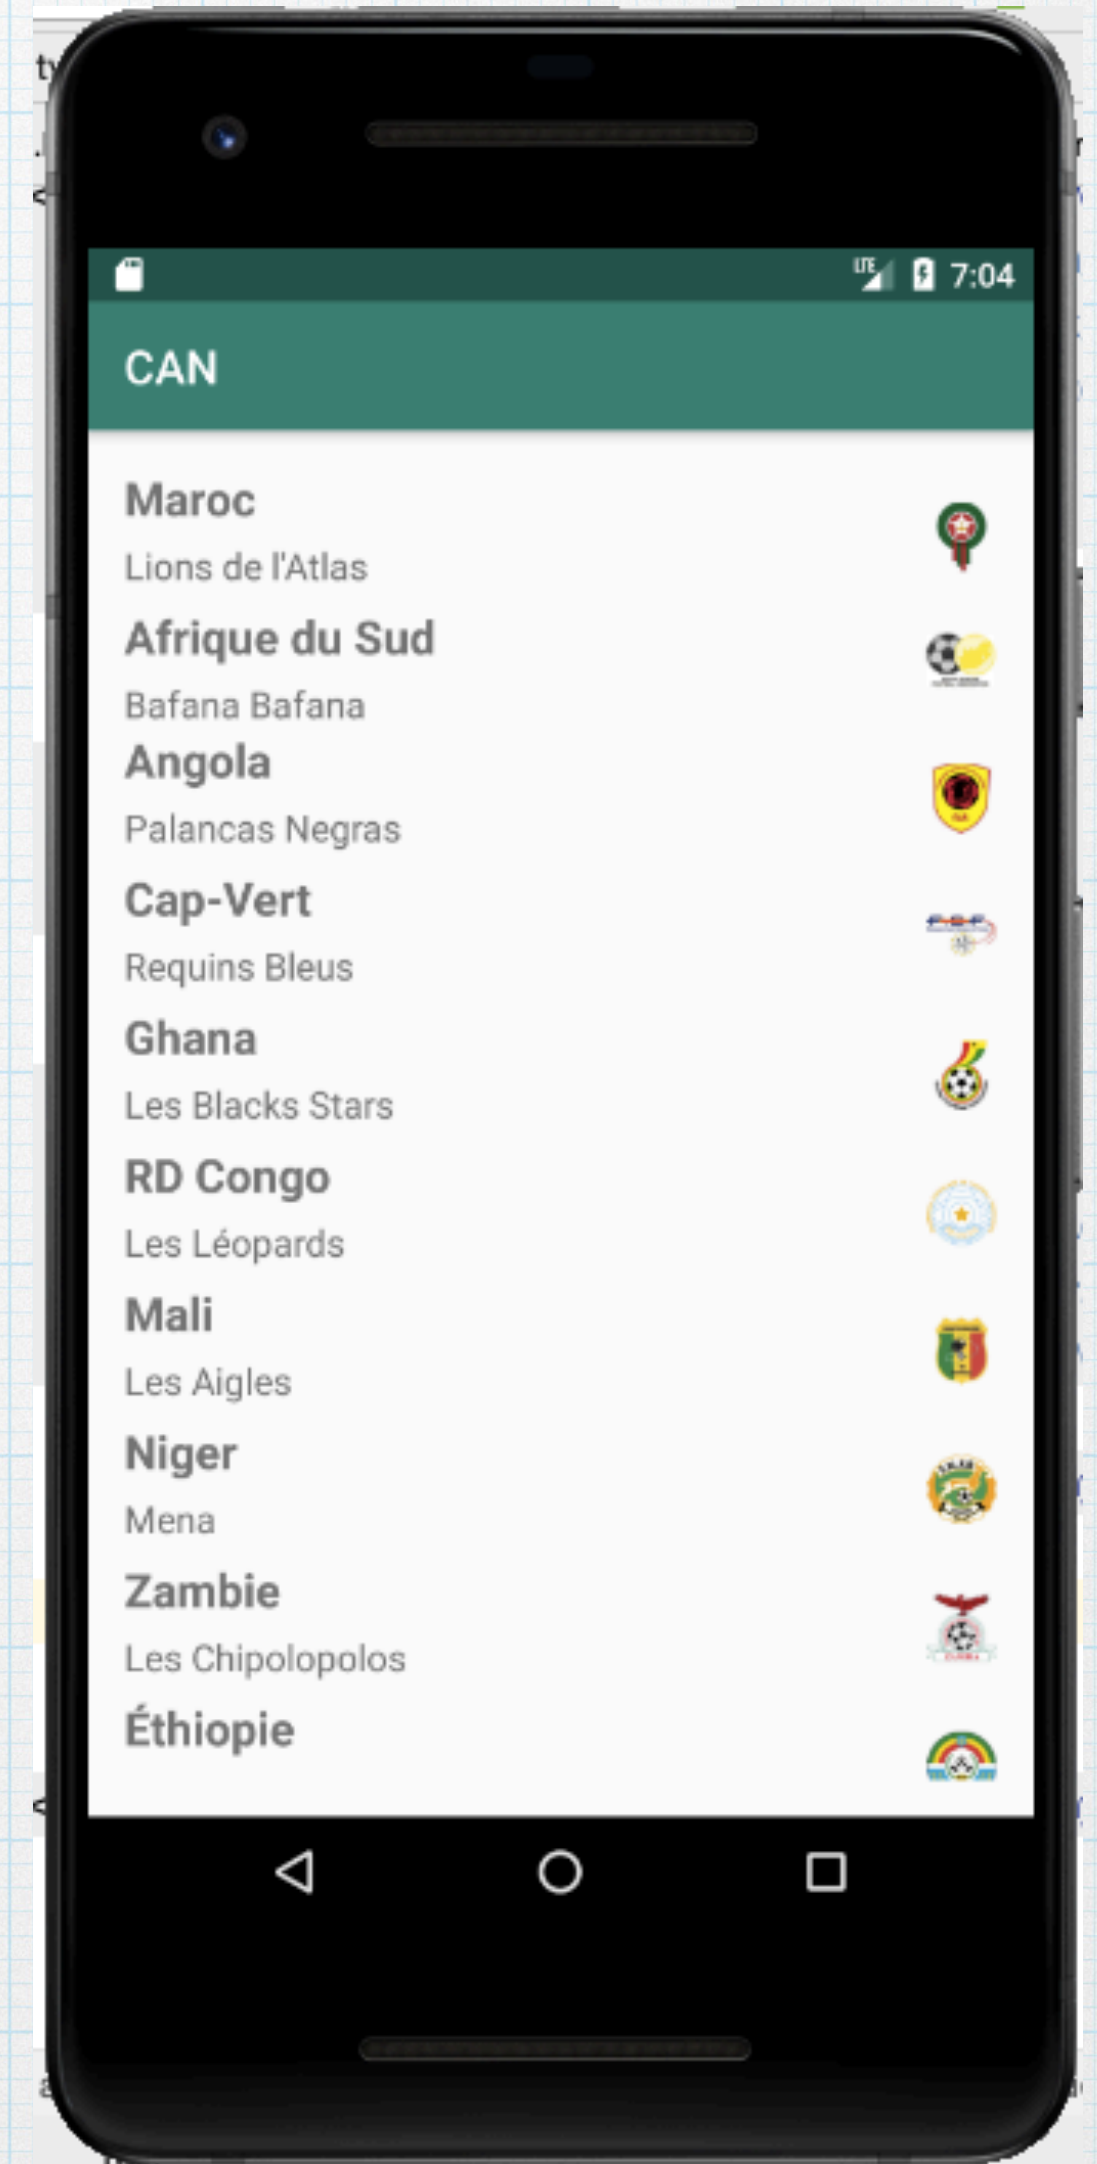 LTE 7:04
CAN
Maroc
Lions de l'Atlas
Afrique du Sud
Bafana Bafana
Angola
Palancas Negras
Cap-Vert
Requins Bleus
Ghana
Les Blacks Stars
RD Congo
Les Léopards
Mali
Les Aigles
Niger
Mena
Zambie
Les Chipolopolos
Éthiopie